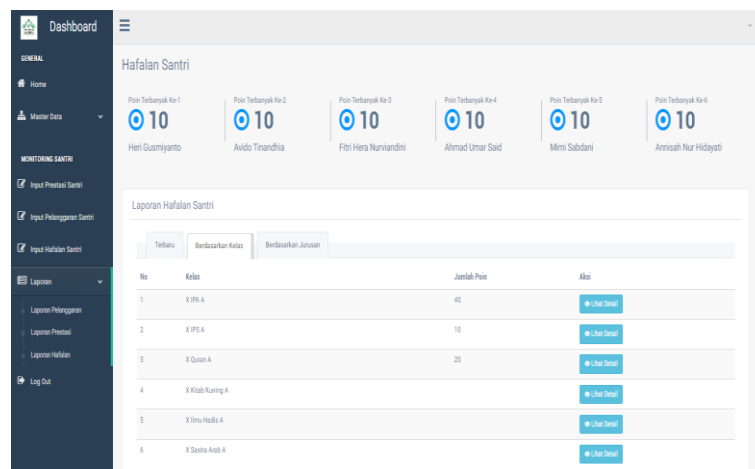 Dashboard
GENERAL
Home
Master Data
MONITORING SANTRI
Input Prestasi Santri
Input Pelanggaran Santri
Input Hafalan Santri
Laporan
Laporan Pelanggaran
Laporan Prestasi
Laporan Hafalan
Log Out
Hafalan Santri
Poin Terbanyak Ke-1
10
Heri Gusmiyanto
Poin Terbanyak Ke-2
10
Avido Tinandhia
Poin Terbanyak Ke-3
10
Fitri Hera Nurviandini
Poin Terbanyak Ke-4
10
Ahmad Umar Said
Poin Terbanyak Ke-5
10
Mimi Sabdani
Poin Terbanyak Ke-6
10
Annisah Nur Hidayati
Laporan Hafalan Santri
Terbaru Berdasarkan Kelas Berdasarkan Jurusan
No Kelas Jumlah Poin Aksi
1 X IPA A 40 Lihat Detail
2 X IPS A 10 Lihat Detail
3 X Quran A 20 Lihat Detail
4 X Kitab Kuning A Lihat Detail
5 X Ilmu Hadis A Lihat Detail
6 X Sastra Arab A Lihat Detail